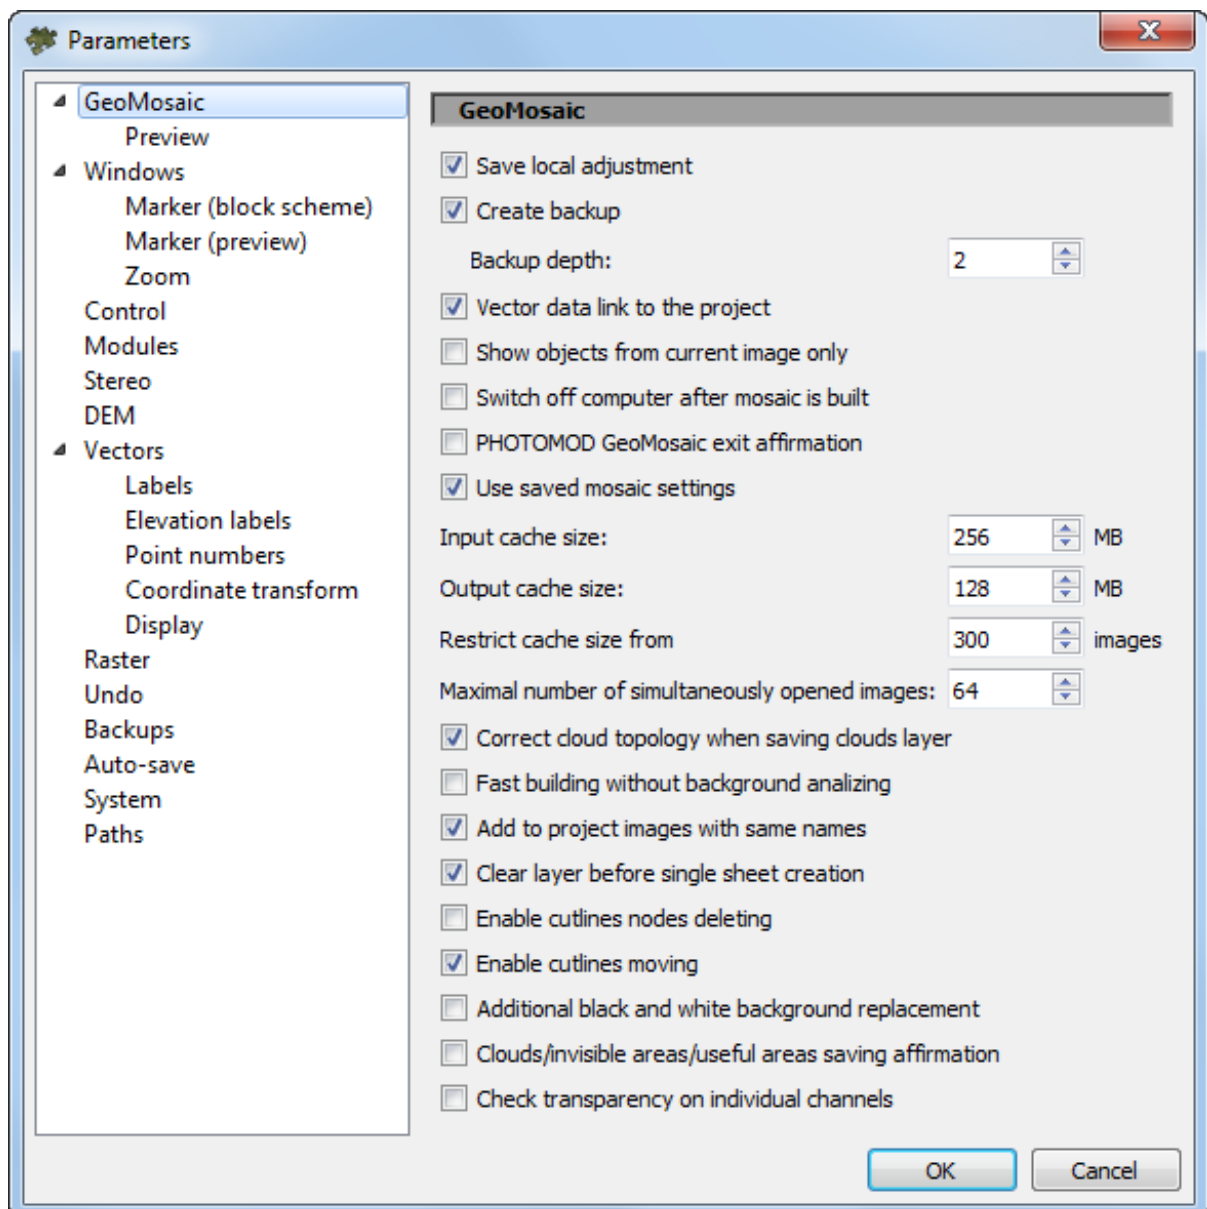 Parameters
GeoMosaic
Preview
Windows
Marker (block scheme)
Marker (preview)
Zoom
Control
Modules
Stereo
DEM
Vectors
Labels
Elevation labels
Point numbers
Coordinate transform
Display
Raster
Undo
Backups
Auto-save
System
Paths
GeoMosaic
Save local adjustment
Create backup
Backup depth: 2
Vector data link to the project
Show objects from current image only
Switch off computer after mosaic is built
PHOTOMOD GeoMosaic exit affirmation
Use saved mosaic settings
Input cache size: 256 MB
Output cache size: 128 MB
Restrict cache size from 300 images
Maximal number of simultaneously opened images: 64
Correct cloud topology when saving clouds layer
Fast building without background analizing
Add to project images with same names
Clear layer before single sheet creation
Enable cutlines nodes deleting
Enable cutlines moving
Additional black and white background replacement
Clouds/invisible areas/useful areas saving affirmation
Check transparency on individual channels
OK Cancel